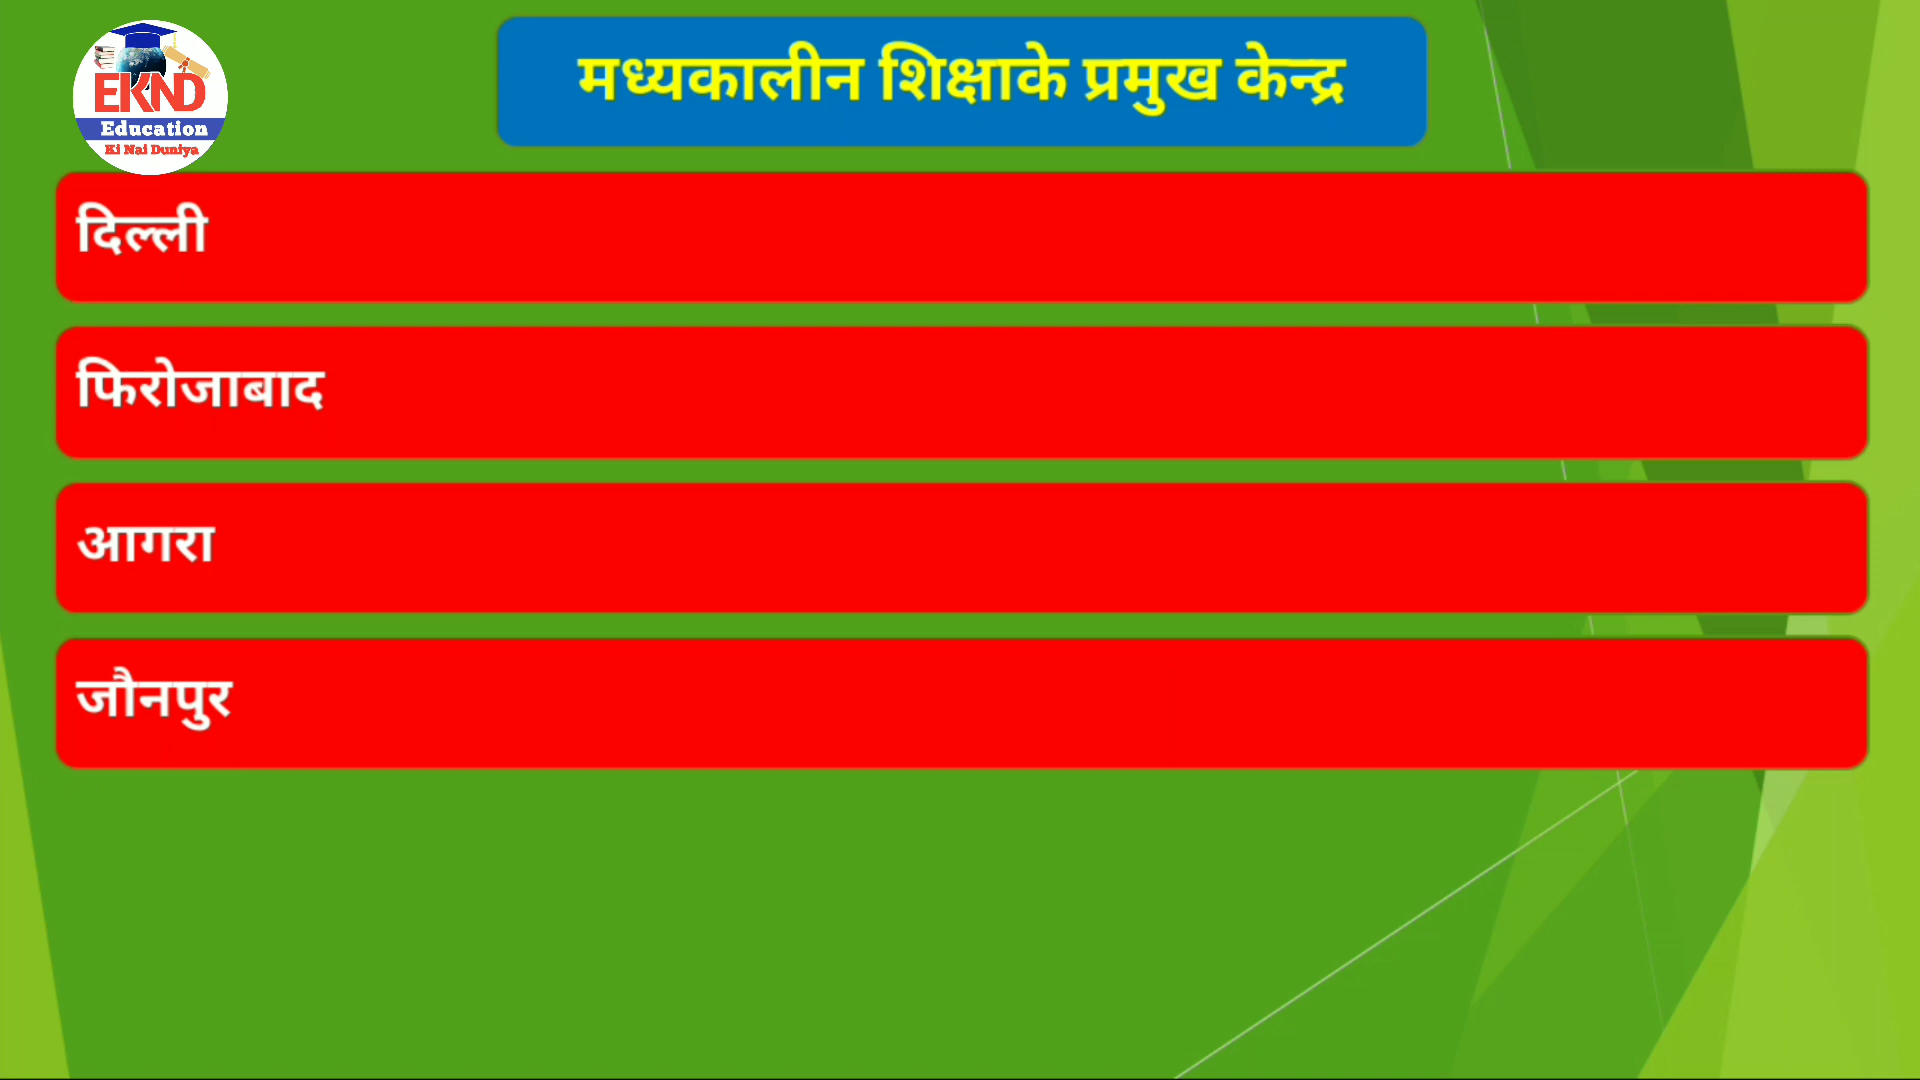 EKND
Education
Ki Nai Duniya
मध्यकालीन शिक्षाके प्रमुख केन्द्र
दिल्ली
फिरोजाबाद
आगरा
जौनपुर